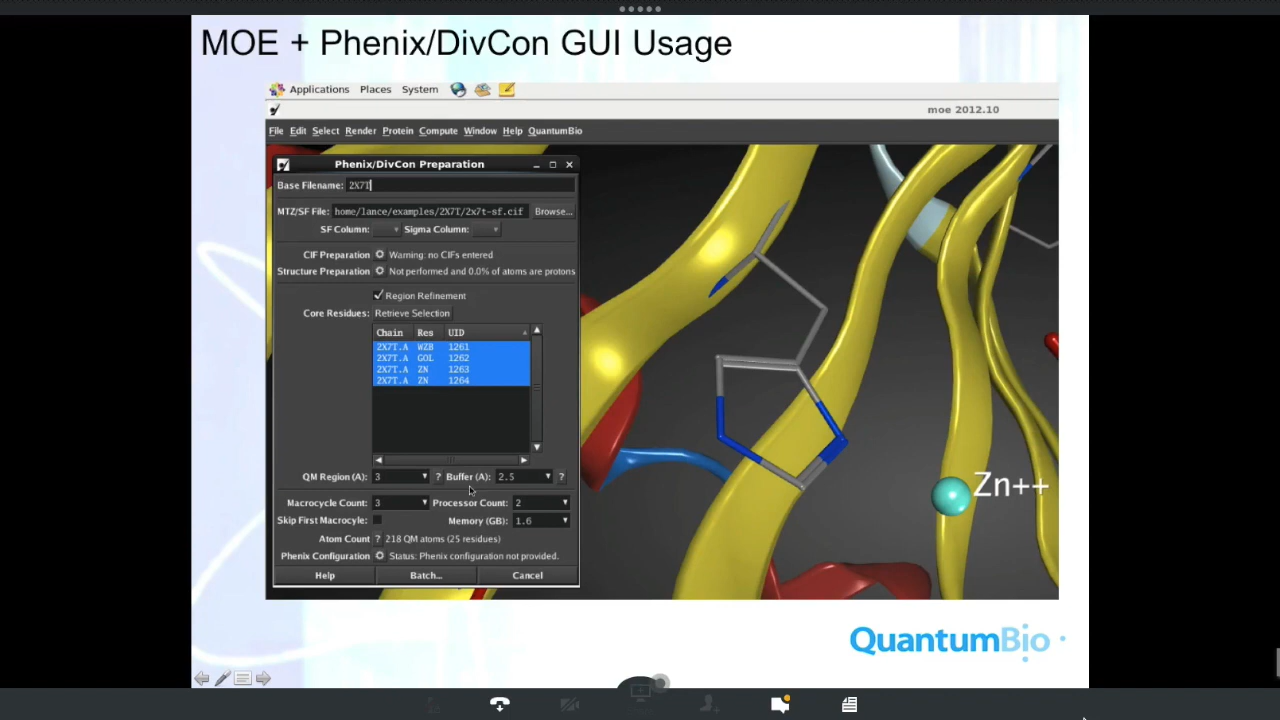 MOE + Phenix/DivCon GUI Usage
Applications Places System
moe 2012.10
File Edit Select Render Protein Compute Window Help QuantumBio
Phenix/DivCon Preparation
Base Filename: 2X7T
MTZ/SF File: home/lance/examples/2X7T/2x7t-sf.cif Browse...
SF Column: Sigma Column:
CIF Preparation Warning: no CIFs entered
Structure Preparation Not performed and 0.0% of atoms are protons
Region Refinement
Core Residues: Retrieve Selection
Chain Res UID
2X7T.A WZB 1261
2X7T.A GOL 1262
2X7T.A ZN 1263
2X7T.A ZN 1264
QM Region (A): 3 ? Buffer (A): 2.5 ?
Zn++
Macrocycle Count: 3 Processor Count: 2
Skip First Macrocyle: Memory (GB): 1.6
Atom Count ? 218 QM atoms (25 residues)
Phenix Configuration Status: Phenix configuration not provided.
Help Batch... Cancel
QuantumBio